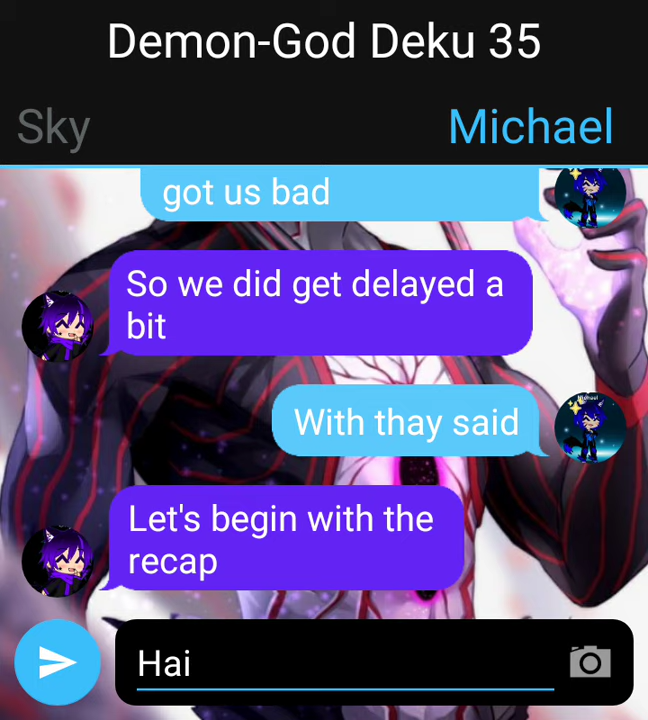 Demon-God Deku 35
Sky
Michael
got us bad
So we did get delayed a
bit
With thay said
Michael
Let's begin with the
recap
Hai